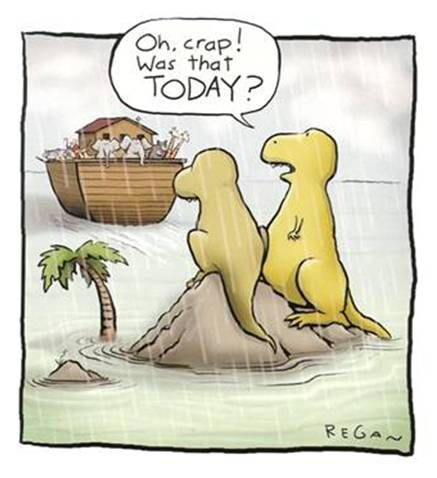 Oh, crap!
Was that
TODAY?
REGAN